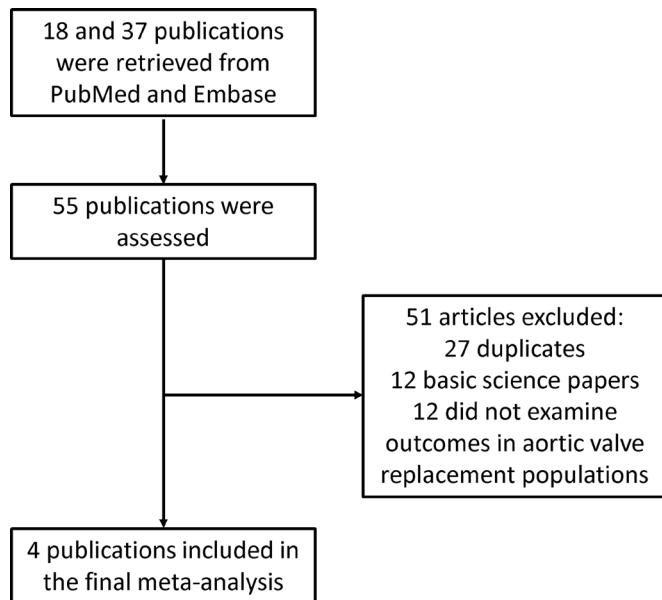 18 and 37 publications
were retrieved from
PubMed and Embase
55 publications were
assessed
51 articles excluded:
27 duplicates
12 basic science papers
12 did not examine
outcomes in aortic valve
replacement populations
4 publications included in
the final meta-analysis